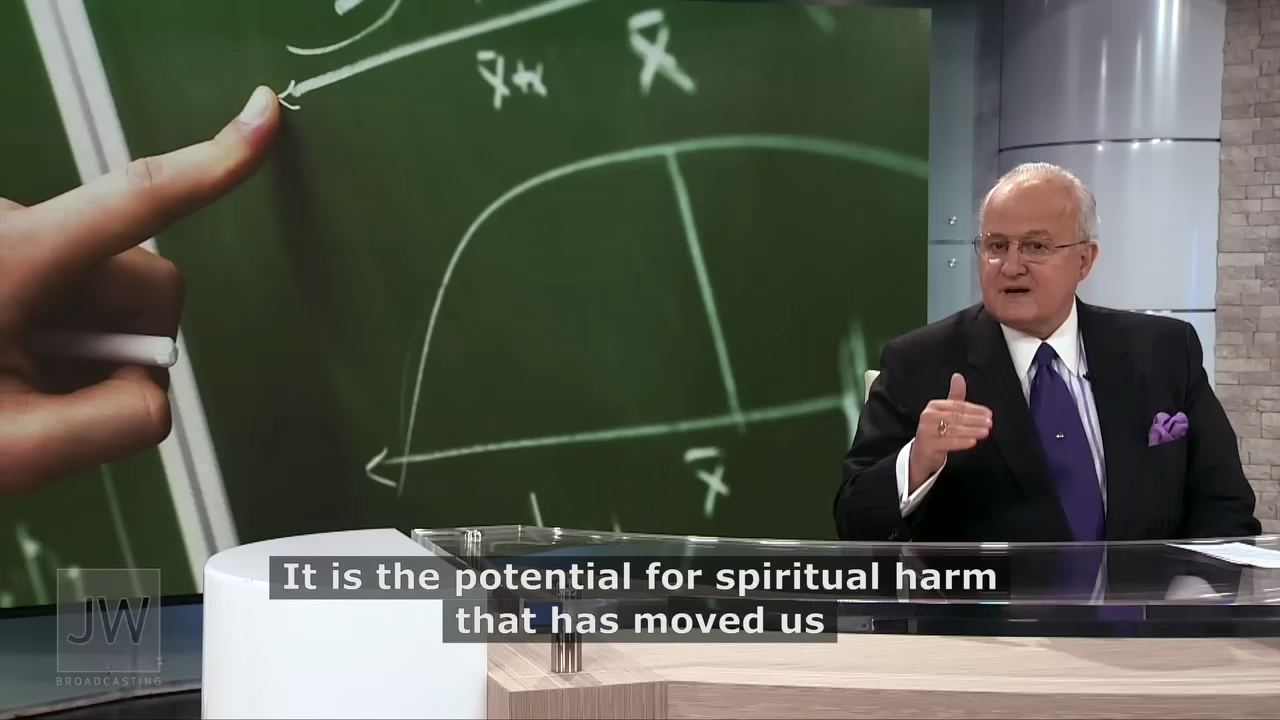 x̄+x
x̄
x̄
It is the potential for spiritual harm
that has moved us
JW
BROADCASTING